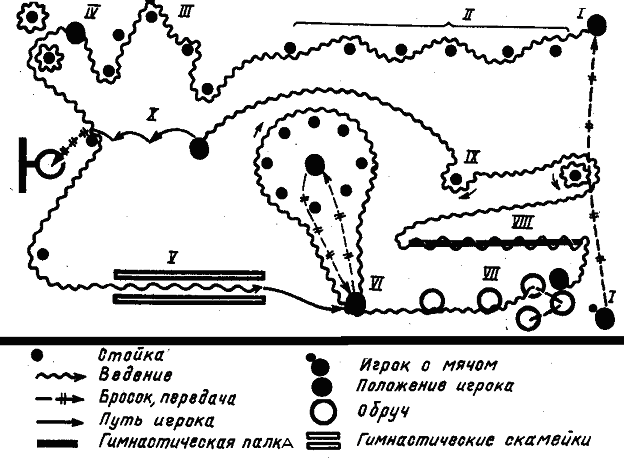 IV
III
II
I
X
IX
VIII
V
VI
VII
I
Стойка
Ведение
Бросок, передача
Путь игрока
Гимнастическая палка
Игрок с мячом
Положение игрока
Обруч
Гимнастические скамейки